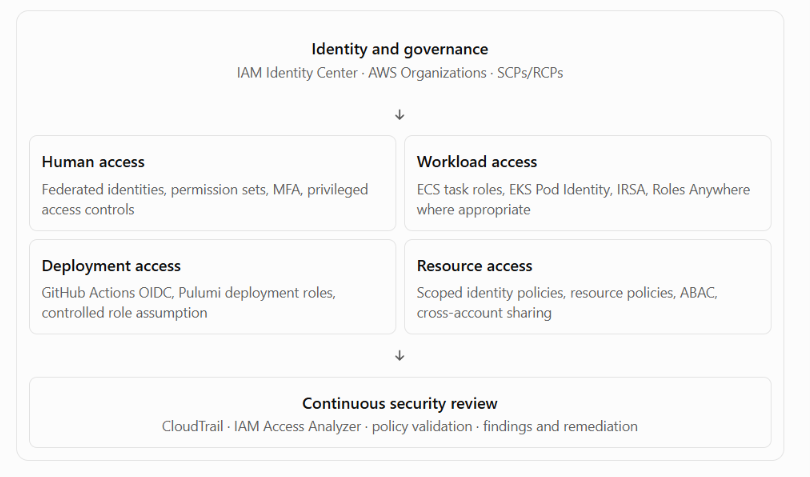 Identity and governance
IAM Identity Center · AWS Organizations · SCPs/RCPs
↓
Human access
Federated identities, permission sets, MFA, privileged
access controls
Workload access
ECS task roles, EKS Pod Identity, IRSA, Roles Anywhere
where appropriate
Deployment access
GitHub Actions OIDC, Pulumi deployment roles,
controlled role assumption
Resource access
Scoped identity policies, resource policies, ABAC,
cross-account sharing
↓
Continuous security review
CloudTrail · IAM Access Analyzer · policy validation · findings and remediation